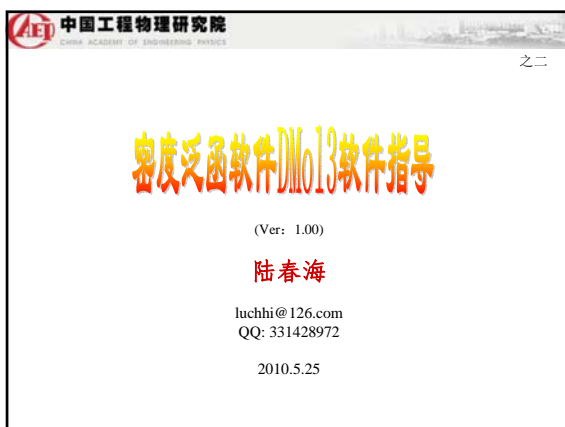 中国工程物理研究院
CHINA ACADEMY OF ENGINEERING PHYSICS
之二
密度泛函软件DMol3软件指导
(Ver：1.00)
陆春海
luchhi@126.com
QQ: 331428972
2010.5.25